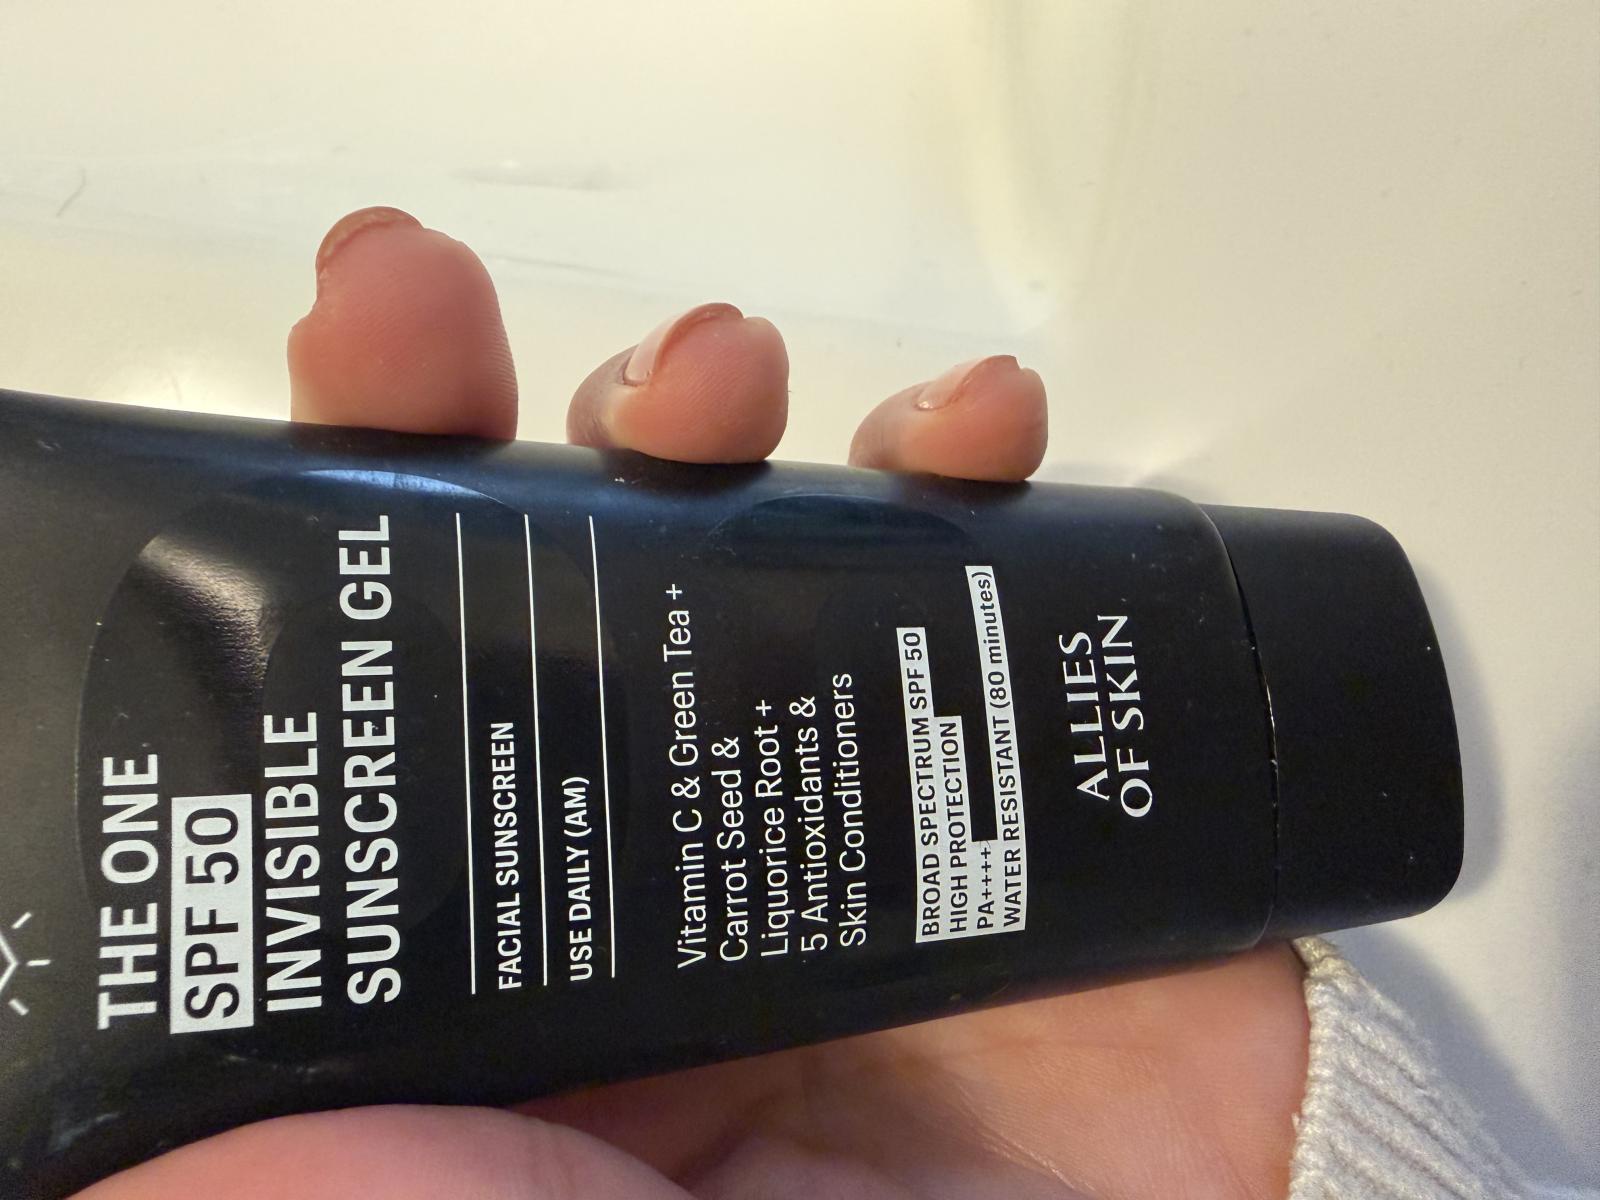 THE ONE
SPF 50
INVISIBLE
SUNSCREEN GEL
FACIAL SUNSCREEN
USE DAILY (AM)
Vitamin C & Green Tea +
Carrot Seed &
Liquorice Root +
5 Antioxidants &
Skin Conditioners
BROAD SPECTRUM SPF 50
HIGH PROTECTION
PA++++
WATER RESISTANT (80 minutes)
ALLIES
OF SKIN